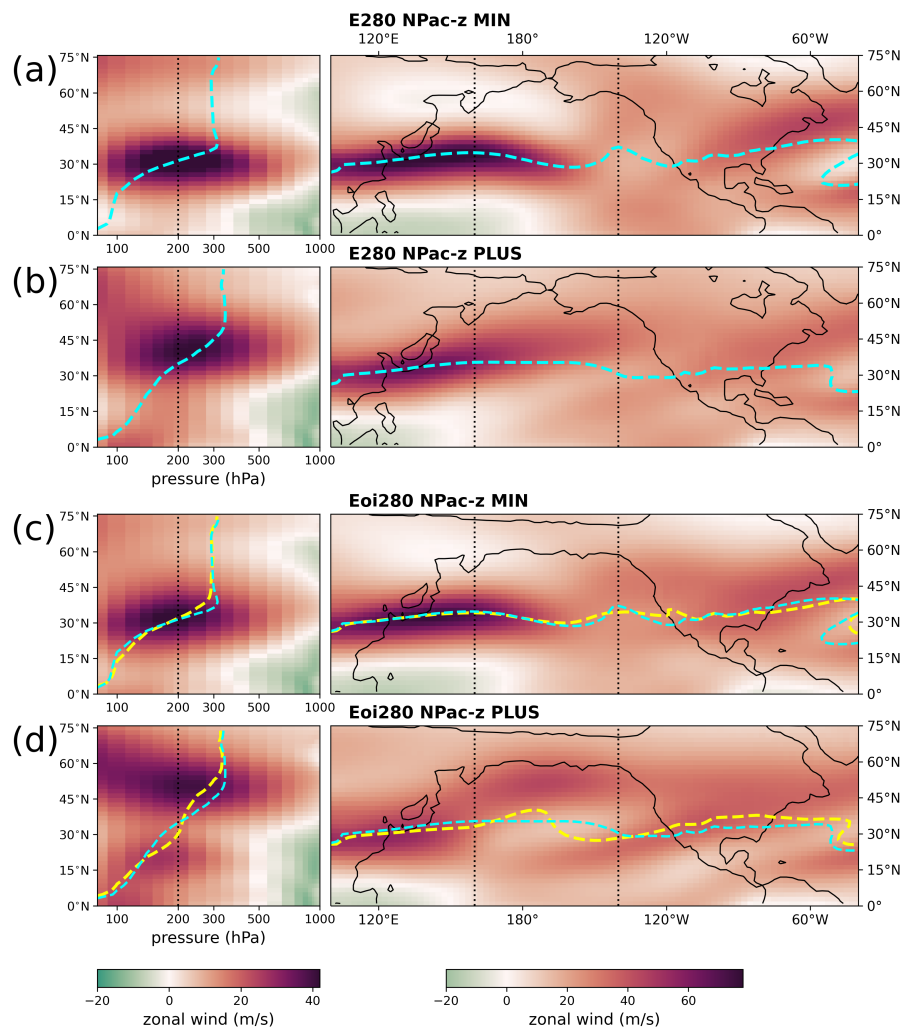 E280 NPac-z MIN
120°E 180° 120°W 60°W
(a)
75°N 75°N
60°N 60°N
45°N 45°N
30°N 30°N
15°N 15°N
0°N 0°
100 200 300 500 1000
E280 NPac-z PLUS
(b)
75°N 75°N
60°N 60°N
45°N 45°N
30°N 30°N
15°N 15°N
0°N 0°
100 200 300 500 1000
pressure (hPa)
Eoi280 NPac-z MIN
(c)
75°N 75°N
60°N 60°N
45°N 45°N
30°N 30°N
15°N 15°N
0°N 0°
100 200 300 500 1000
Eoi280 NPac-z PLUS
(d)
75°N 75°N
60°N 60°N
45°N 45°N
30°N 30°N
15°N 15°N
0°N 0°
100 200 300 500 1000 120°E 180° 120°W 60°W
pressure (hPa)
−20 0 20 40 −20 0 20 40 60
zonal wind (m/s) zonal wind (m/s)